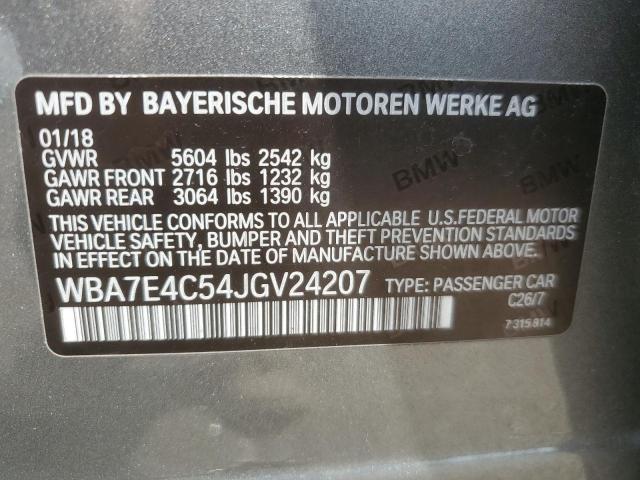 MFD BY BAYERISCHE MOTOREN WERKE AG
01/18
GVWR 5604 lbs 2542 kg
GAWR FRONT 2716 lbs 1232 kg
GAWR REAR 3064 lbs 1390 kg
BMW
THIS VEHICLE CONFORMS TO ALL APPLICABLE U.S.FEDERAL MOTOR
VEHICLE SAFETY, BUMPER AND THEFT PREVENTION STANDARDS
IN EFFECT ON THE DATE OF MANUFACTURE SHOWN ABOVE.
WBA7E4C54JGV24207 TYPE: PASSENGER CAR
C26/7
7 315 814